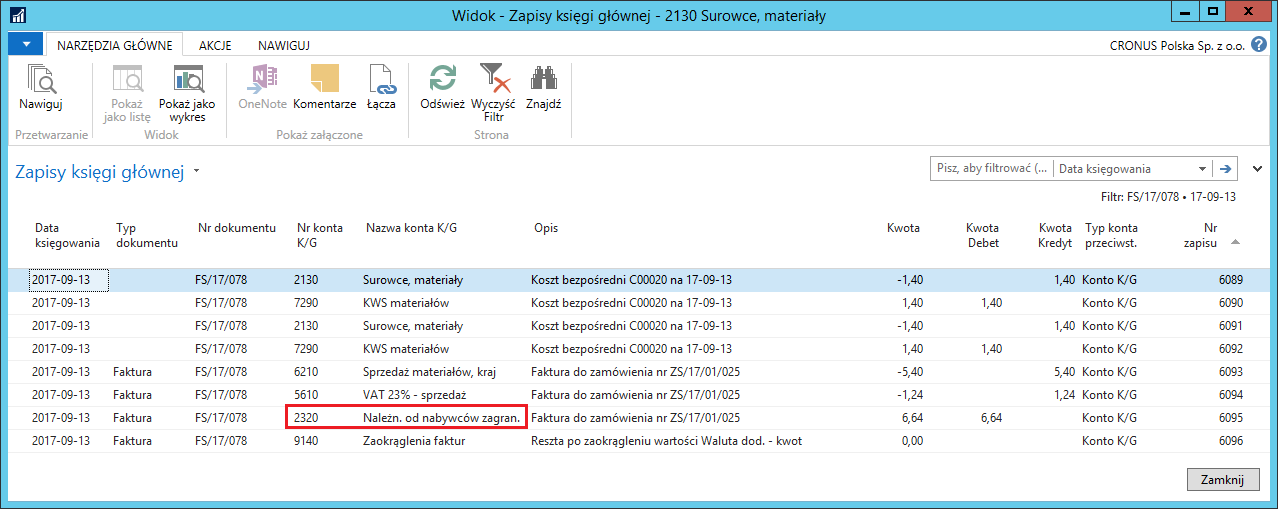 Widok - Zapisy księgi głównej - 2130 Surowce, materiały
NARZĘDZIA GŁÓWNE AKCJE NAWIGUJ CRONUS Polska Sp. z o.o. ?
Nawiguj Pokaż jako listę Pokaż jako wykres OneNote Komentarze Łącza Odśwież Wyczyść Filtr Znajdź
Przetwarzanie Widok Pokaż załączone Strona
Zapisy księgi głównej Pisz, aby filtrować (... Data księgowania
Filtr: FS/17/078 • 17-09-13
Data księgowania Typ dokumentu Nr dokumentu Nr konta K/G Nazwa konta K/G Opis Kwota Kwota Debet Kwota Kredyt Typ konta przeciwst. Nr zapisu
2017-09-13 FS/17/078 2130 Surowce, materiały Koszt bezpośredni C00020 na 17-09-13 -1,40 1,40 Konto K/G 6089
2017-09-13 FS/17/078 7290 KWS materiałów Koszt bezpośredni C00020 na 17-09-13 1,40 1,40 Konto K/G 6090
2017-09-13 FS/17/078 2130 Surowce, materiały Koszt bezpośredni C00020 na 17-09-13 -1,40 1,40 Konto K/G 6091
2017-09-13 FS/17/078 7290 KWS materiałów Koszt bezpośredni C00020 na 17-09-13 1,40 1,40 Konto K/G 6092
2017-09-13 Faktura FS/17/078 6210 Sprzedaż materiałów, kraj Faktura do zamówienia nr ZS/17/01/025 -5,40 5,40 Konto K/G 6093
2017-09-13 Faktura FS/17/078 5610 VAT 23% - sprzedaż Faktura do zamówienia nr ZS/17/01/025 -1,24 1,24 Konto K/G 6094
2017-09-13 Faktura FS/17/078 2320 Należn. od nabywców zagran. Faktura do zamówienia nr ZS/17/01/025 6,64 6,64 Konto K/G 6095
2017-09-13 Faktura FS/17/078 9140 Zaokrąglenia faktur Reszta po zaokrągleniu wartości Waluta dod. - kwot 0,00 Konto K/G 6096
Zamknij